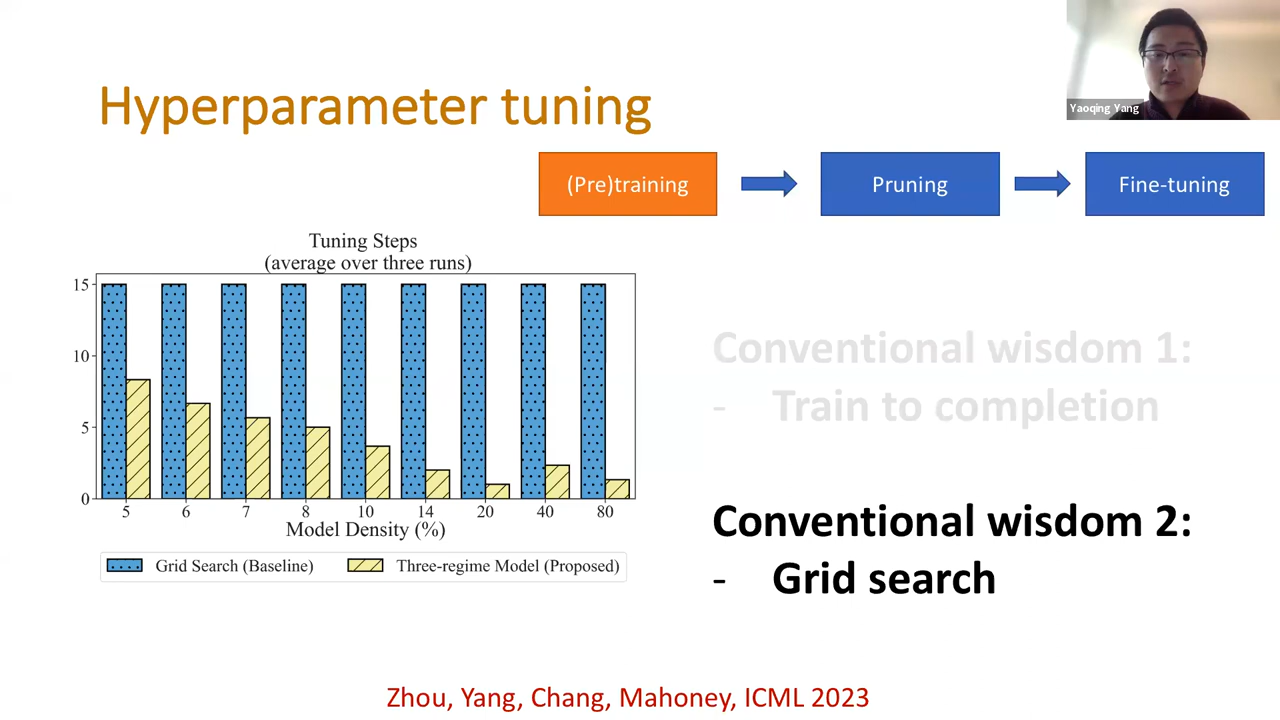 Yaoqing Yang
Hyperparameter tuning
(Pre)training
Pruning
Fine-tuning
Tuning Steps
(average over three runs)
15
10
5
0
5 6 7 8 10 14 20 40 80
Model Density (%)
Grid Search (Baseline) Three-regime Model (Proposed)
Conventional wisdom 1:
- Train to completion
Conventional wisdom 2:
- Grid search
Zhou, Yang, Chang, Mahoney, ICML 2023